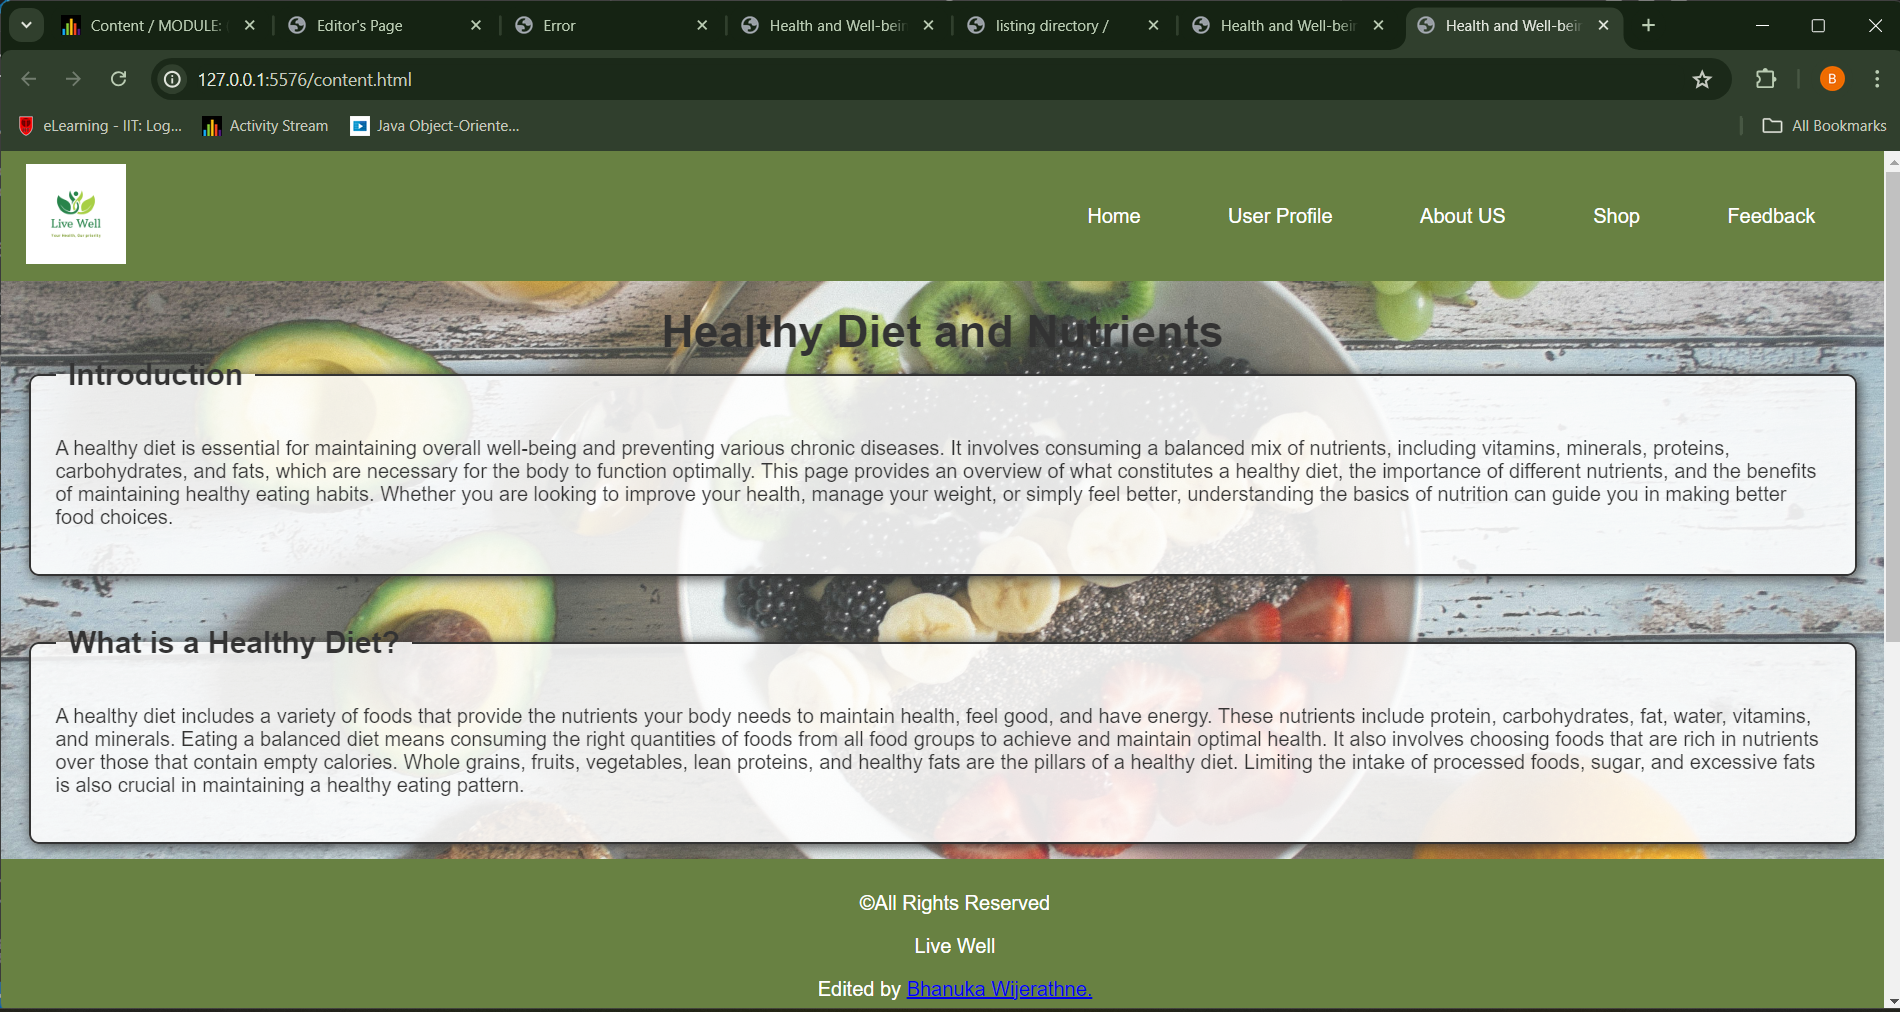 Content / MODULE: (
Editor's Page
Error
Health and Well-bein
listing directory /
Health and Well-bein
Health and Well-bein
127.0.0.1:5576/content.html
B
eLearning - IIT: Log...
Activity Stream
Java Object-Oriente...
All Bookmarks
Live Well
Your Health, Our priority
Home
User Profile
About US
Shop
Feedback
Healthy Diet and Nutrients
Introduction
A healthy diet is essential for maintaining overall well-being and preventing various chronic diseases. It involves consuming a balanced mix of nutrients, including vitamins, minerals, proteins,
carbohydrates, and fats, which are necessary for the body to function optimally. This page provides an overview of what constitutes a healthy diet, the importance of different nutrients, and the benefits
of maintaining healthy eating habits. Whether you are looking to improve your health, manage your weight, or simply feel better, understanding the basics of nutrition can guide you in making better
food choices.
What is a Healthy Diet?
A healthy diet includes a variety of foods that provide the nutrients your body needs to maintain health, feel good, and have energy. These nutrients include protein, carbohydrates, fat, water, vitamins,
and minerals. Eating a balanced diet means consuming the right quantities of foods from all food groups to achieve and maintain optimal health. It also involves choosing foods that are rich in nutrients
over those that contain empty calories. Whole grains, fruits, vegetables, lean proteins, and healthy fats are the pillars of a healthy diet. Limiting the intake of processed foods, sugar, and excessive fats
is also crucial in maintaining a healthy eating pattern.
©All Rights Reserved
Live Well
Edited by Bhanuka Wijerathne.